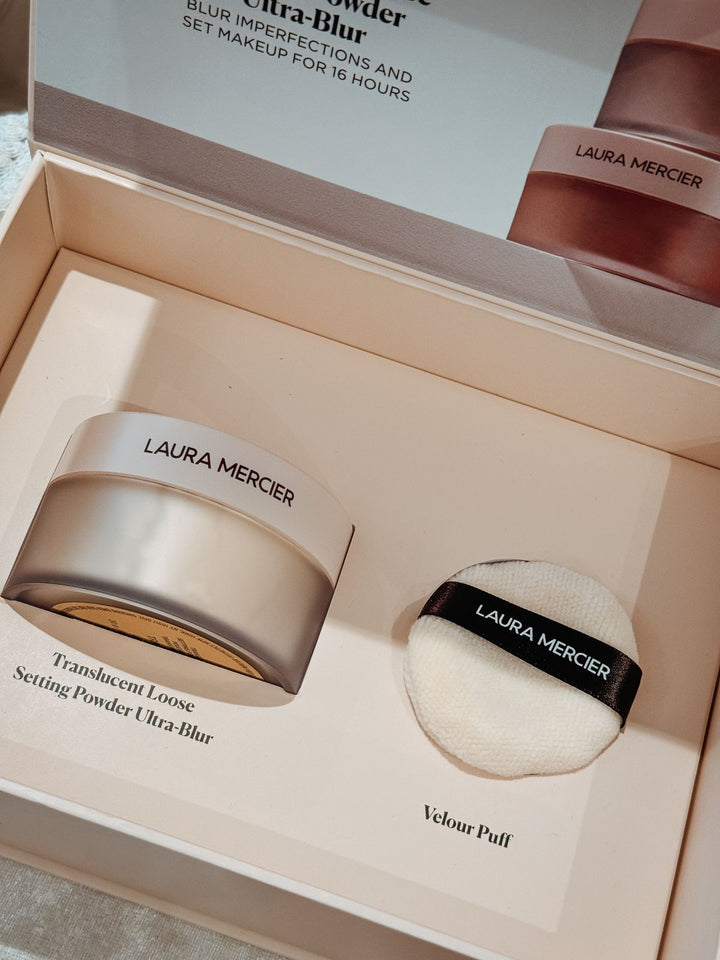 Powder
Ultra-Blur
BLUR IMPERFECTIONS AND
SET MAKEUP FOR 16 HOURS
LAURA MERCIER
LAURA MERCIER
LAURA MERCIER
Translucent Loose
Setting Powder Ultra-Blur
Velour Puff